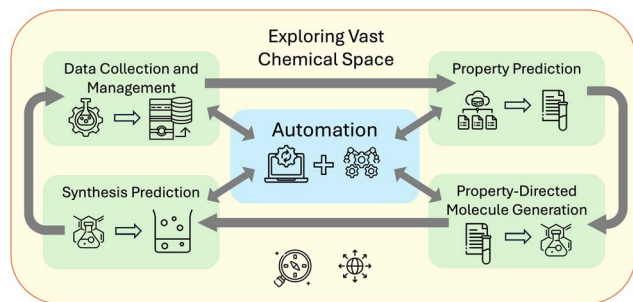 Exploring Vast
Chemical Space
Data Collection and
Management
Property Prediction
Automation
Synthesis Prediction
Property-Directed
Molecule Generation